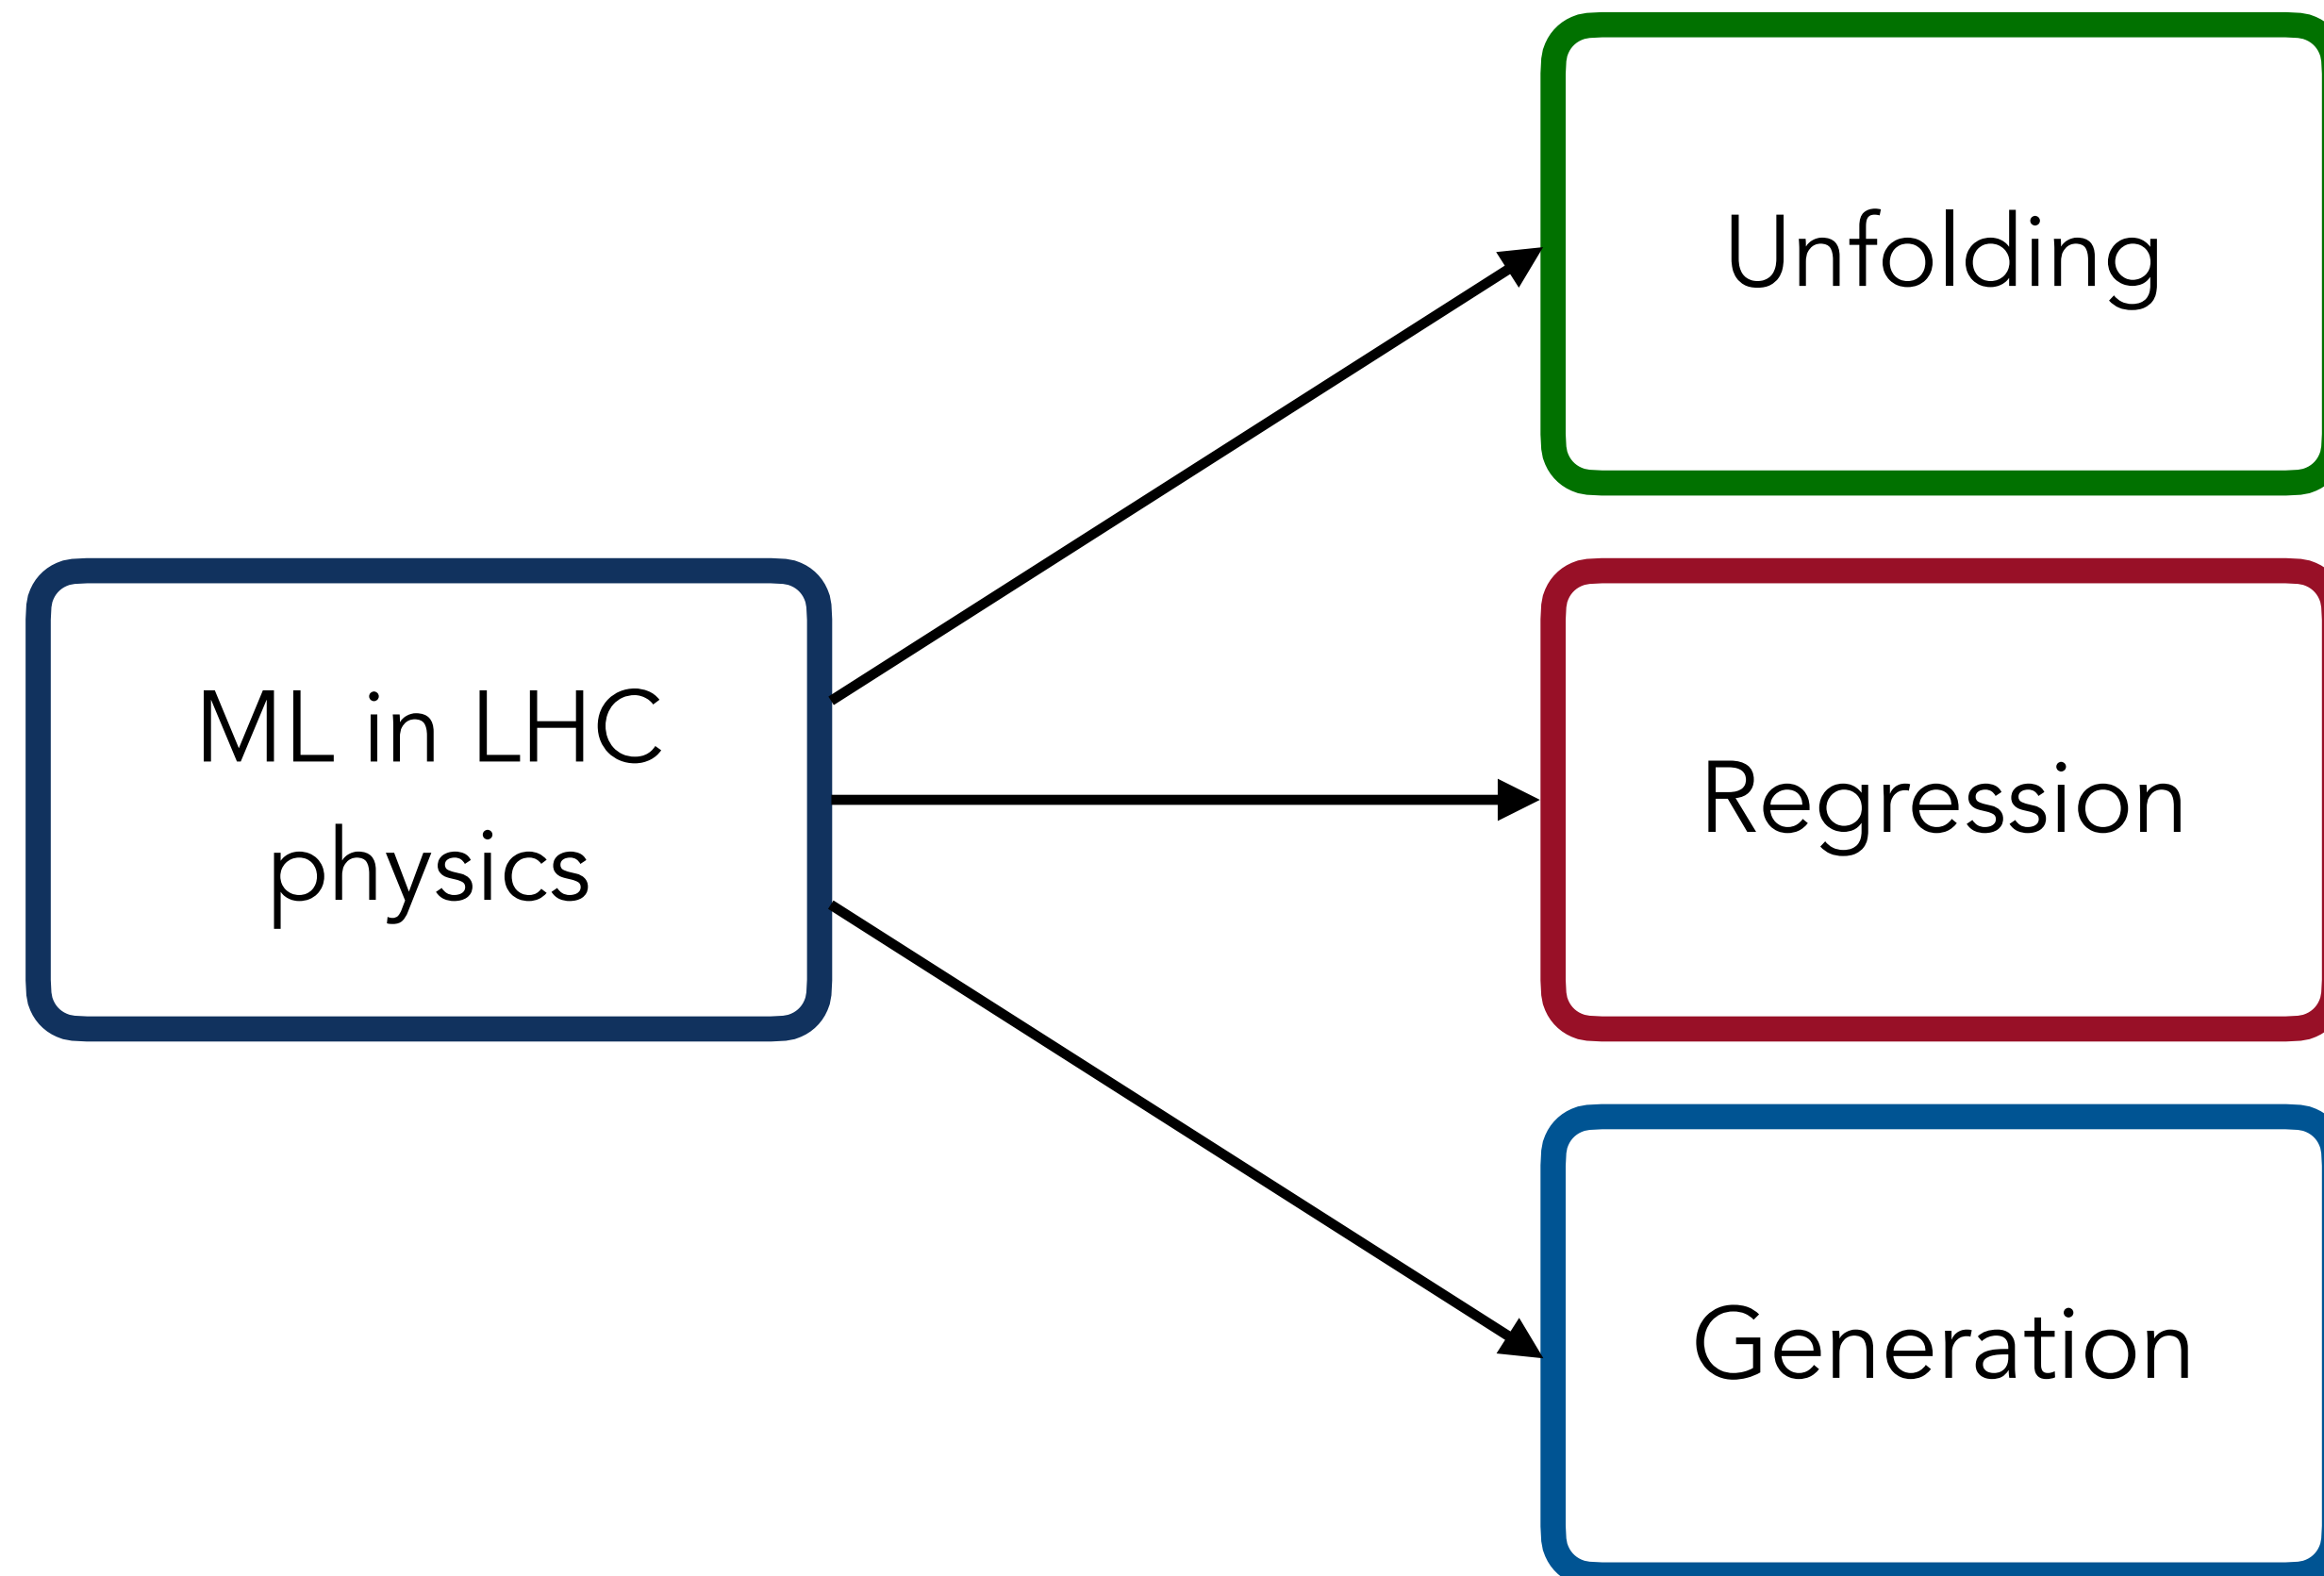 ML in LHC
physics
Unfolding
Regression
Generation